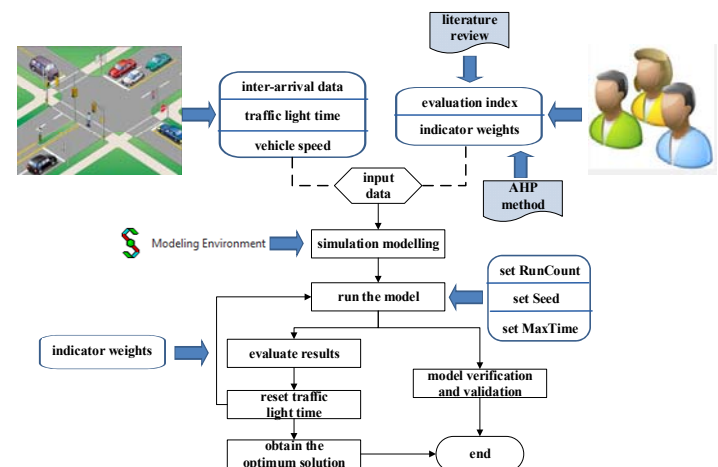 literature
review
inter-arrival data
traffic light time
vehicle speed
evaluation index
indicator weights
input
data
AHP
method
Modeling Environment
simulation modelling
set RunCount
set Seed
set MaxTime
run the model
indicator weights
evaluate results
model verification
and validation
reset traffic
light time
obtain the
optimum solution
end